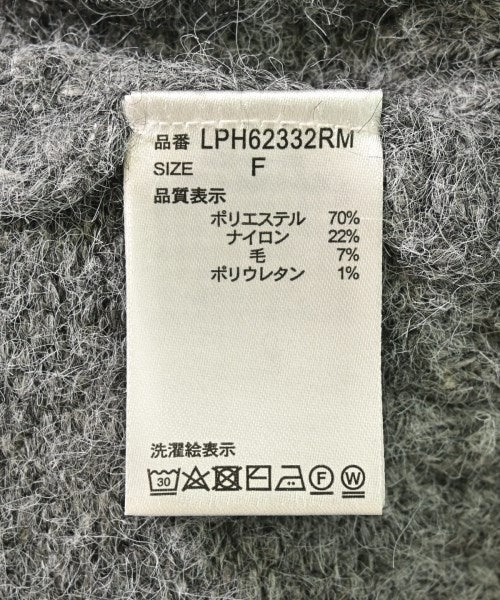 品番 LPH62332RM
SIZE F
品質表示
ポリエステル 70%
ナイロン 22%
毛 7%
ポリウレタン 1%
洗濯絵表示
30 F W